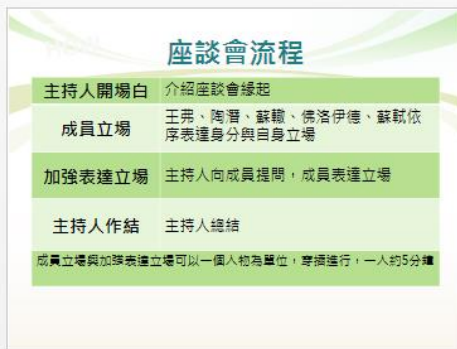 座談會流程
主持人開場白 介紹座談會緣起
成員立場 王弗、陶潛、蘇轍、佛洛伊德、蘇軾依
序表達身分與自身立場
加強表達立場 主持人向成員提問，成員表達立場
主持人作結 主持人總結
成員立場與加強表達立場可以一個人物為單位，穿插進行，一人約5分鐘